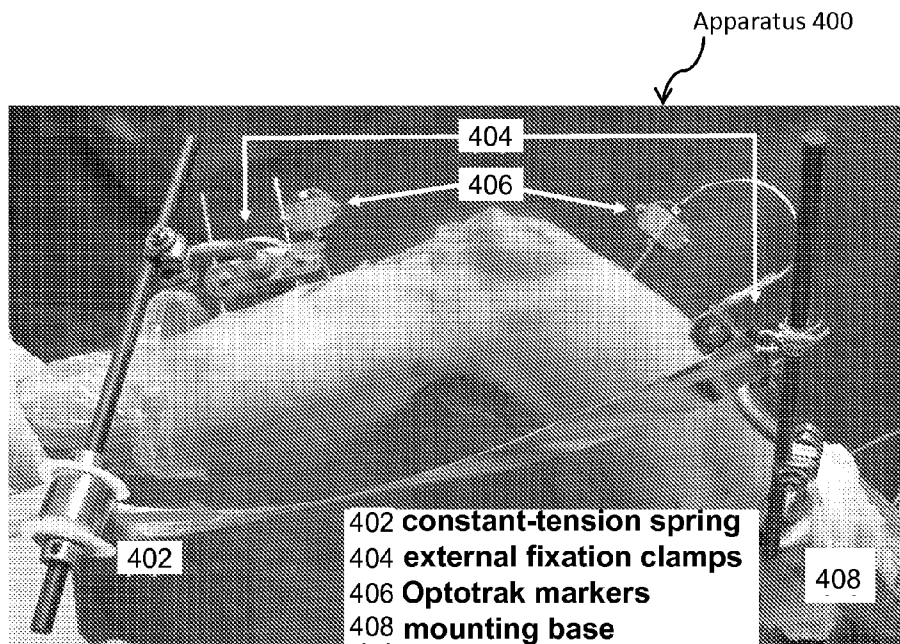 Apparatus 400
404
406
402
408
402 constant-tension spring
404 external fixation clamps
406 Optotrak markers
408 mounting base